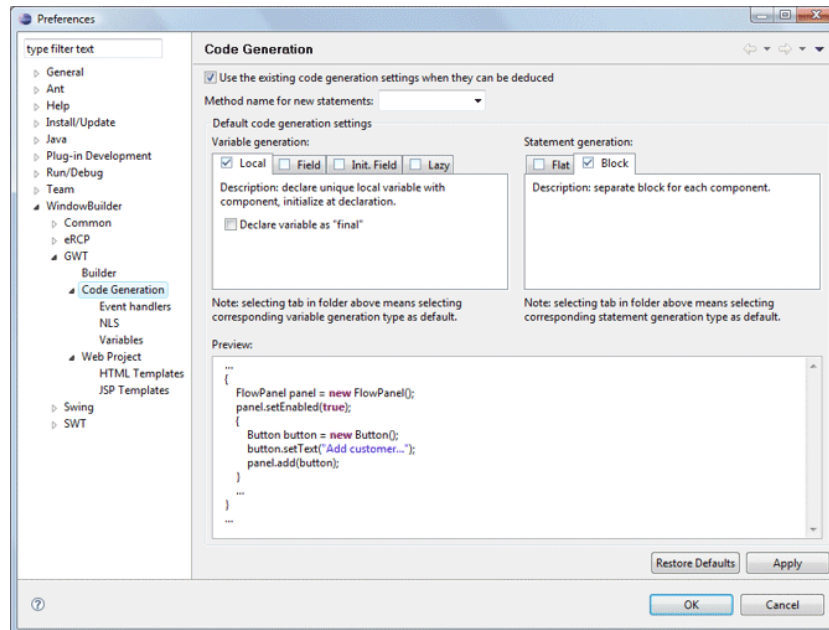 Preferences
type filter text
General
Ant
Help
Install/Update
Java
Plug-in Development
Run/Debug
Team
WindowBuilder
Common
eRCP
GWT
Builder
Code Generation
Event handlers
NLS
Variables
Web Project
HTML Templates
JSP Templates
Swing
SWT
Code Generation
Use the existing code generation settings when they can be deduced
Method name for new statements:
Default code generation settings
Variable generation:
Local Field Init. Field Lazy
Description: declare unique local variable with
component, initialize at declaration.
Declare variable as "final"
Note: selecting tab in folder above means selecting
corresponding variable generation type as default.
Statement generation:
Flat Block
Description: separate block for each component.
Note: selecting tab in folder above means selecting
corresponding statement generation type as default.
Preview:
...
{
FlowPanel panel = new FlowPanel();
panel.setEnabled(true);
{
Button button = new Button();
button.setText("Add customer...");
panel.add(button);
}
...
}
...
Restore Defaults Apply
OK Cancel